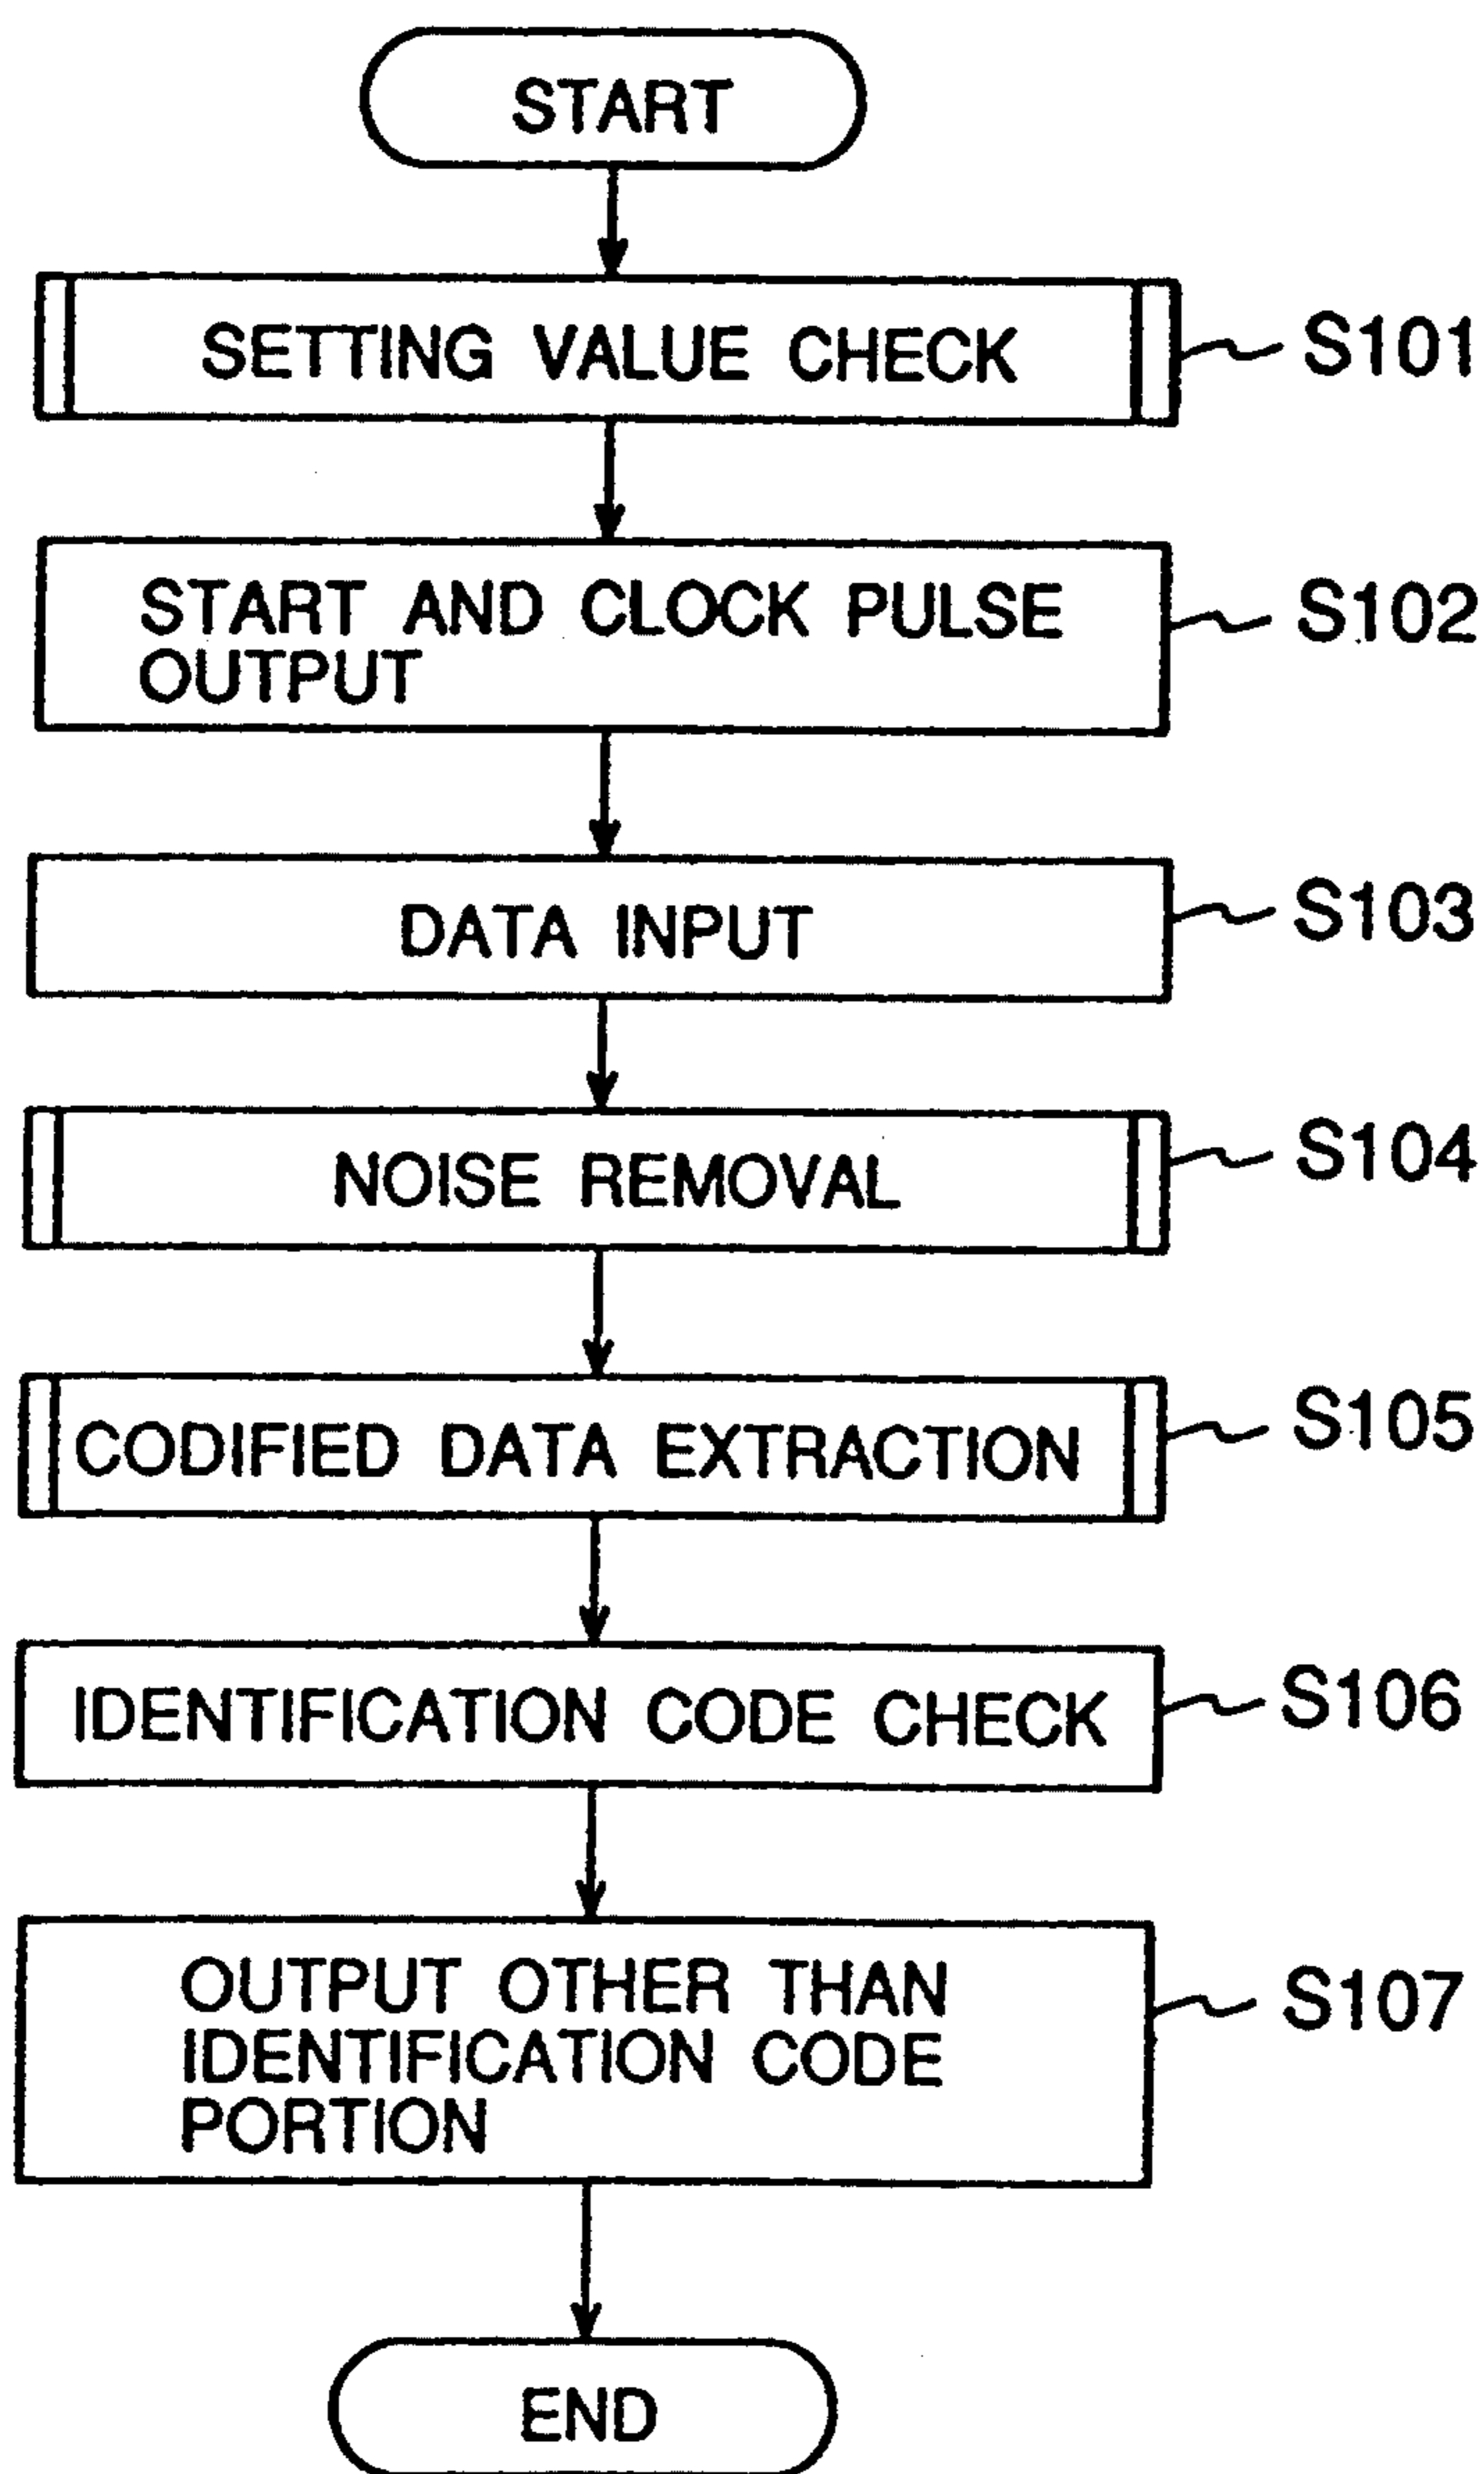 START
SETTING VALUE CHECK S101
START AND CLOCK PULSE S102
OUTPUT
DATA INPUT S103
NOISE REMOVAL S104
CODIFIED DATA EXTRACTION S105
IDENTIFICATION CODE CHECK S106
OUTPUT OTHER THAN S107
IDENTIFICATION CODE
PORTION
END